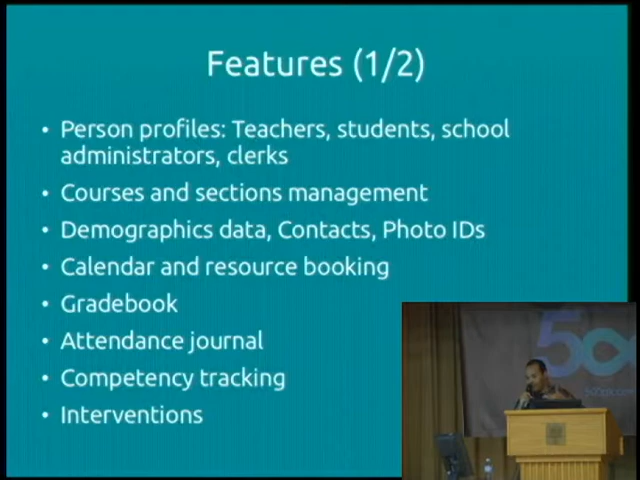 Features (1/2)
• Person profiles: Teachers, students, school
administrators, clerks
• Courses and sections management
• Demographics data, Contacts, Photo IDs
• Calendar and resource booking
• Gradebook
• Attendance journal
• Competency tracking
• Interventions